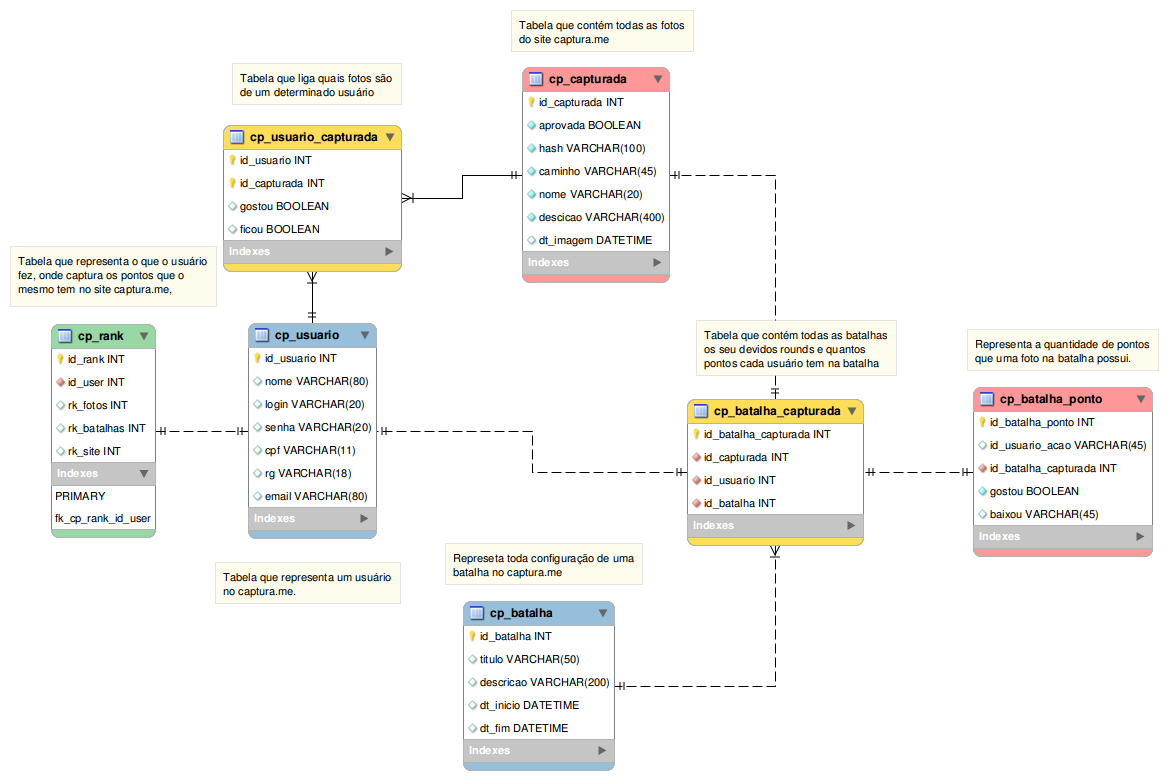 Tabela que contém todas as fotos
do site captura.me
Tabela que liga quais fotos são
de um determinado usuário
cp_capturada
id_capturada INT
aprovada BOOLEAN
hash VARCHAR(100)
caminho VARCHAR(45)
nome VARCHAR(20)
descicao VARCHAR(400)
dt_imagem DATETIME
Indexes
cp_usuario_capturada
id_usuario INT
id_capturada INT
gostou BOOLEAN
ficou BOOLEAN
Indexes
Tabela que representa o que o usuário
fez, onde captura os pontos que o
mesmo tem no site captura.me,
cp_rank
id_rank INT
id_user INT
rk_fotos INT
rk_batalhas INT
rk_site INT
Indexes
PRIMARY
fk_cp_rank_id_user
cp_usuario
id_usuario INT
nome VARCHAR(80)
login VARCHAR(20)
senha VARCHAR(20)
cpf VARCHAR(11)
rg VARCHAR(18)
email VARCHAR(80)
Indexes
Tabela que contém todas as batalhas
os seu devidos rounds e quantos
pontos cada usuário tem na batalha
Representa a quantidade de pontos
que uma foto na batalha possui.
cp_batalha_capturada
id_batalha_capturada INT
id_capturada INT
id_usuario INT
id_batalha INT
Indexes
cp_batalha_ponto
id_batalha_ponto INT
id_usuario_acao VARCHAR(45)
id_batalha_capturada INT
gostou BOOLEAN
baixou VARCHAR(45)
Indexes
Tabela que representa um usuário
no captura.me.
Represeta toda configuração de uma
batalha no captura.me
cp_batalha
id_batalha INT
titulo VARCHAR(50)
descricao VARCHAR(200)
dt_inicio DATETIME
dt_fim DATETIME
Indexes